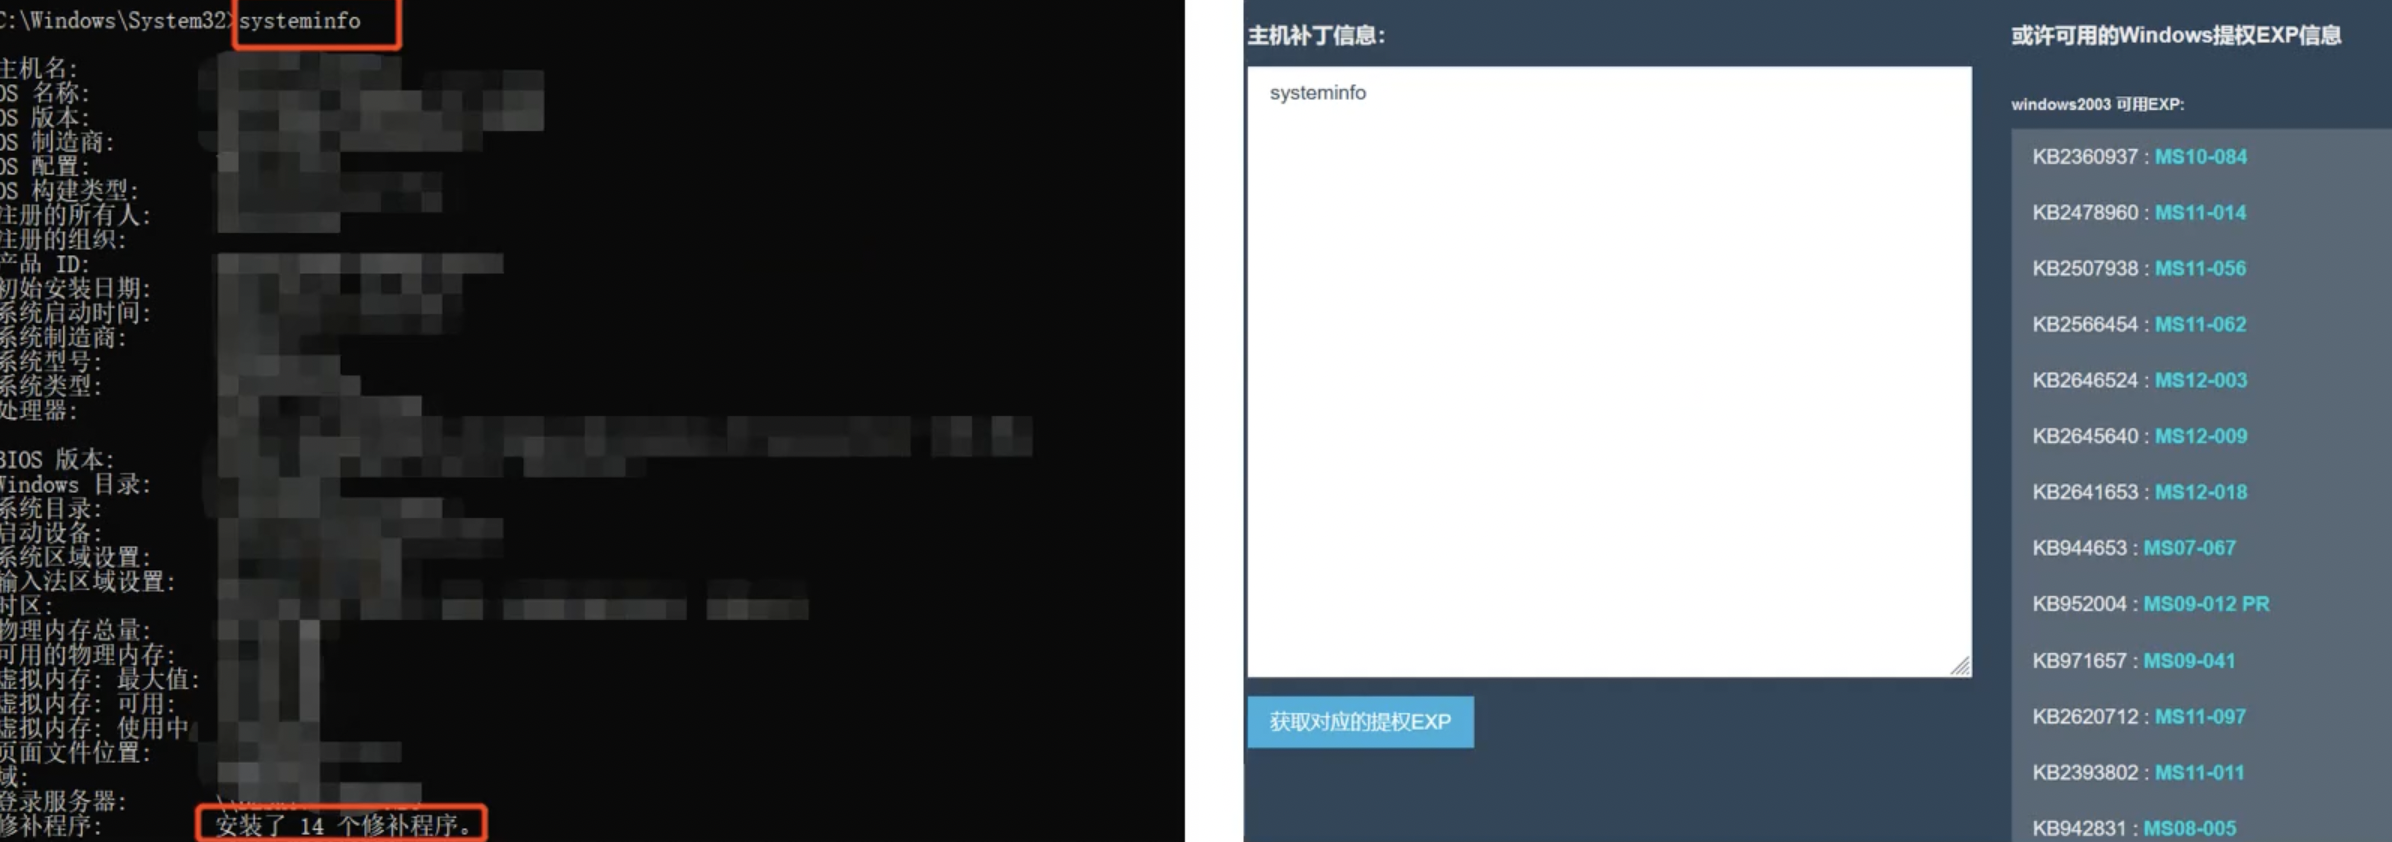 C:\Windows\System32>systeminfo
主机名:
OS 名称:
OS 版本:
OS 制造商:
OS 配置:
OS 构建类型:
注册的所有人:
注册的组织:
产品 ID:
初始安装日期:
系统启动时间:
系统制造商:
系统型号:
系统类型:
处理器:
BIOS 版本:
Windows 目录:
系统目录:
启动设备:
系统区域设置:
输入法区域设置:
时区:
物理内存总量:
可用的物理内存:
虚拟内存: 最大值:
虚拟内存: 可用:
虚拟内存: 使用中
页面文件位置:
域:
登录服务器:
修补程序: 安装了 14 个修补程序。
主机补丁信息:
systeminfo
获取对应的提权EXP
或许可用的Windows提权EXP信息
windows2003 可用EXP:
KB2360937 : MS10-084
KB2478960 : MS11-014
KB2507938 : MS11-056
KB2566454 : MS11-062
KB2646524 : MS12-003
KB2645640 : MS12-009
KB2641653 : MS12-018
KB944653 : MS07-067
KB952004 : MS09-012 PR
KB971657 : MS09-041
KB2620712 : MS11-097
KB2393802 : MS11-011
KB942831 : MS08-005